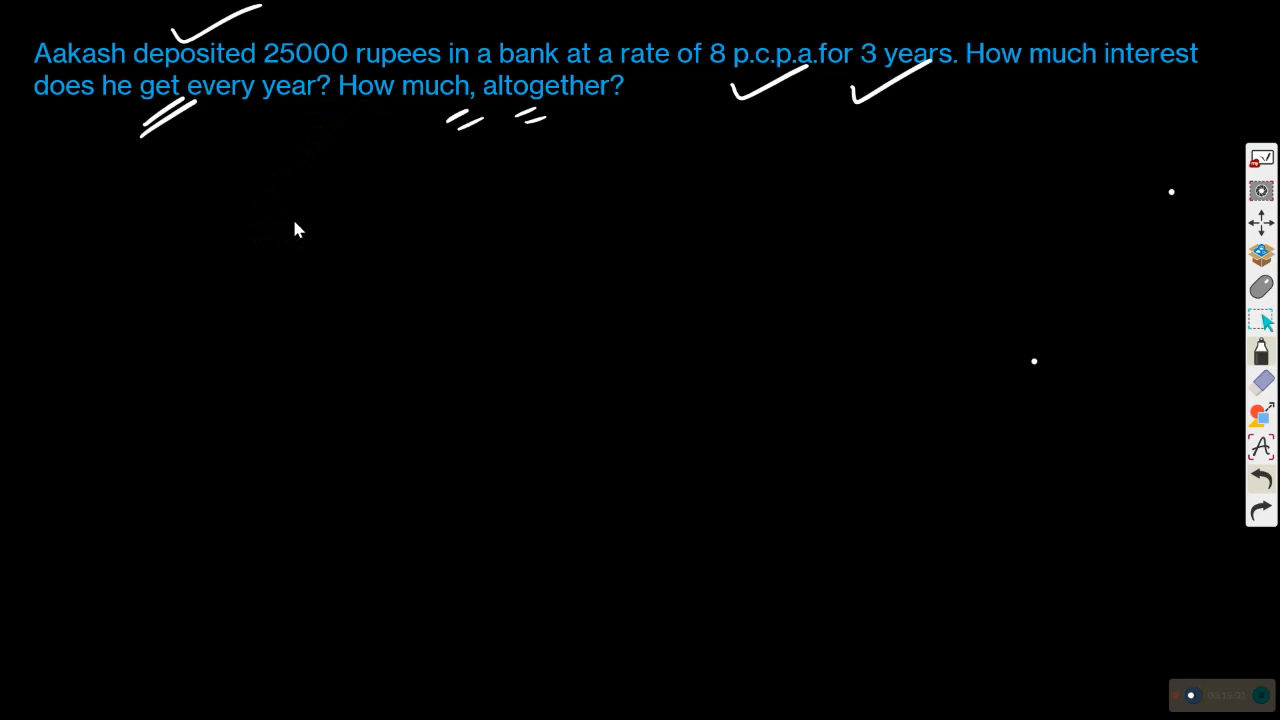 Aakash deposited 25000 rupees in a bank at a rate of 8 p.c.p.a.for 3 years. How much interest
does he get every year? How much, altogether?